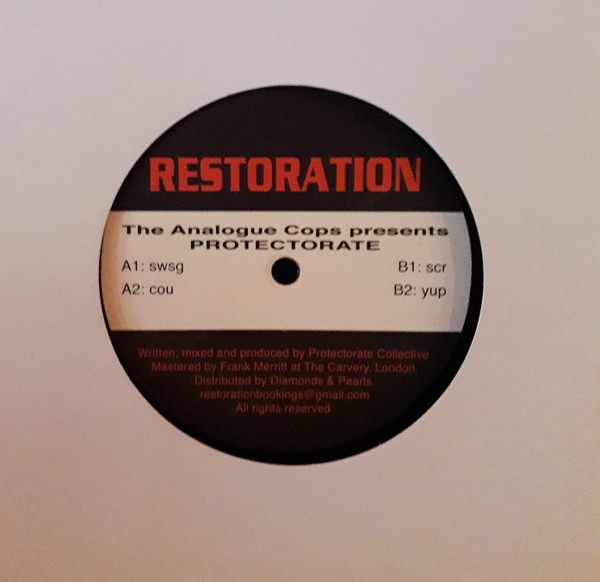 RESTORATION
The Analogue Cops presents
PROTECTORATE
A1: swsg B1: scr
A2: cou B2: yup
Written, mixed and produced by Protectorate Collective.
Mastered by Frank Merritt at The Carvery, London.
Distributed by Diamonds & Pearls.
restorationbookings@gmail.com
All rights reserved.